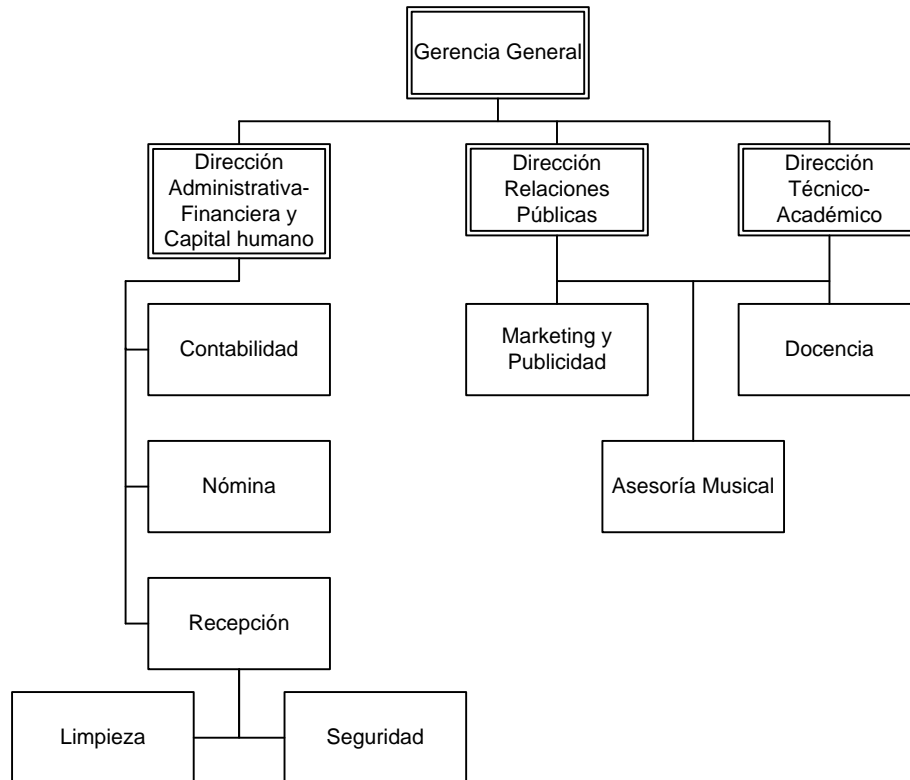 Gerencia General
Dirección
Administrativa-
Financiera y
Capital humano
Dirección
Relaciones
Públicas
Dirección
Técnico-
Académico
Contabilidad
Marketing y
Publicidad
Docencia
Nómina
Asesoría Musical
Recepción
Limpieza
Seguridad